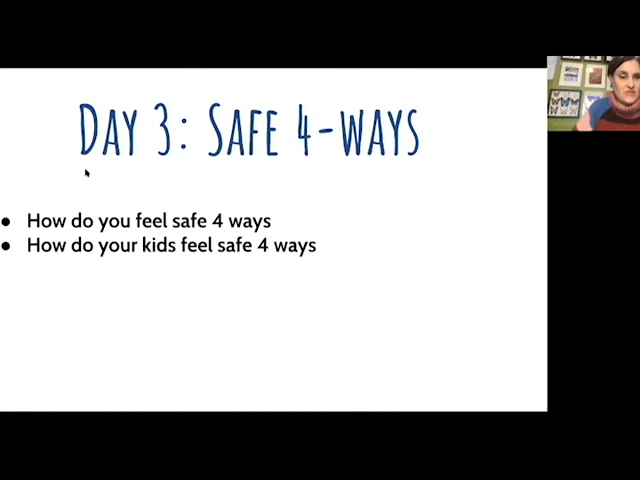 Day 3: Safe 4-ways
● How do you feel safe 4 ways
● How do your kids feel safe 4 ways